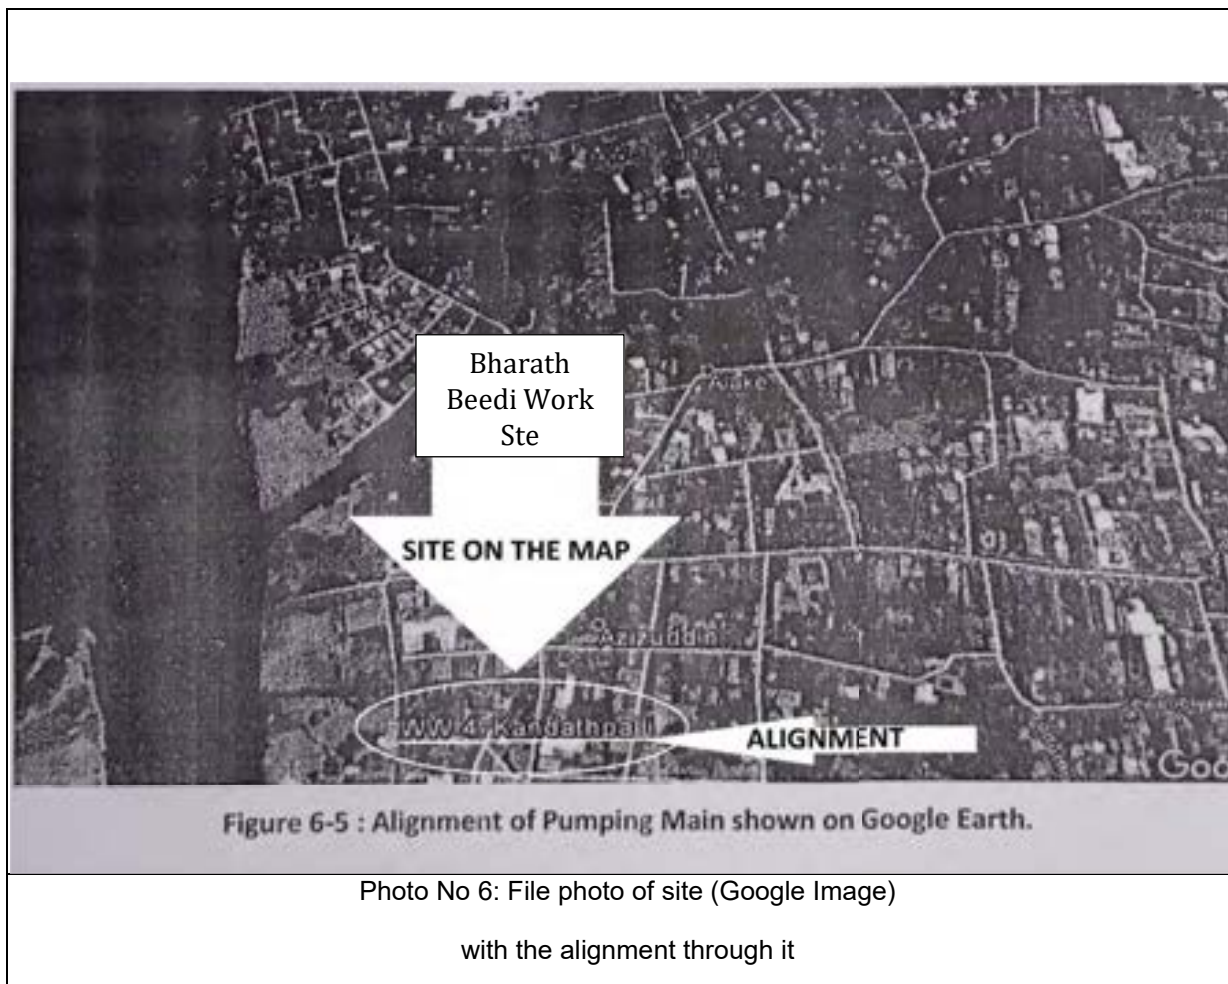 Bharath
Beedi Work
Ste
Alake
SITE ON THE MAP
Azizuddin
WW 4- Kandathpalli
ALIGNMENT
Goo
Figure 6-5 : Alignment of Pumping Main shown on Google Earth.
Photo No 6: File photo of site (Google Image)
with the alignment through it